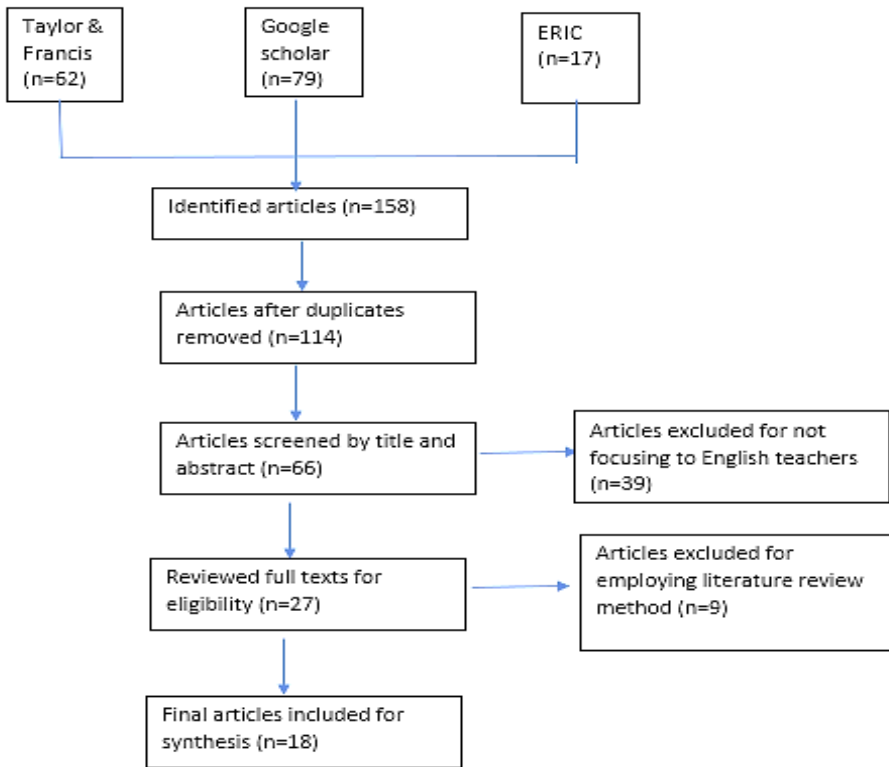 Taylor &
Francis
(n=62)
Google
scholar
(n=79)
ERIC
(n=17)
Identified articles (n=158)
Articles after duplicates
removed (n=114)
Articles screened by title and
abstract (n=66)
Articles excluded for not
focusing to English teachers
(n=39)
Reviewed full texts for
eligibility (n=27)
Articles excluded for
employing literature review
method (n=9)
Final articles included for
synthesis (n=18)